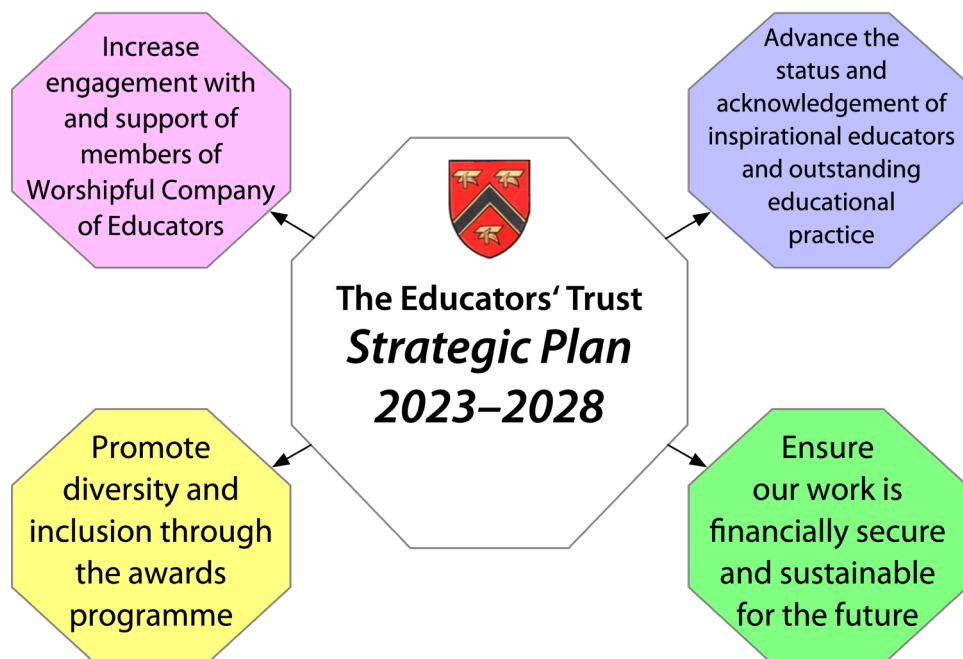 Increase
engagement with
and support of
members of
Worshipful Company
of Educators
Advance the
status and
acknowledgement of
inspirational educators
and outstanding
educational
practice
The Educators‘ Trust
Strategic Plan
2023–2028
Promote
diversity and
inclusion through
the awards
programme
Ensure
our work is
financially secure
and sustainable
for the future